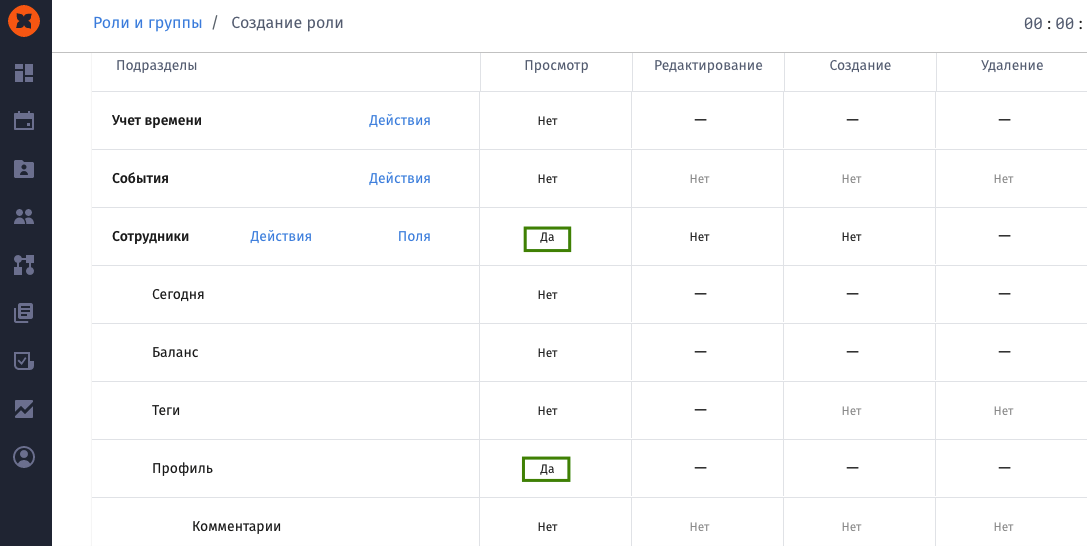 Роли и группы / Создание роли 00:00:
Подразделы Просмотр Редактирование Создание Удаление
Учет времени Действия Нет — — —
События Действия Нет Нет Нет Нет
Сотрудники Действия Поля Да Нет Нет —
Сегодня Нет — — —
Баланс Нет — — —
Теги Нет — Нет Нет
Профиль Да — — —
Комментарии Нет Нет Нет Нет